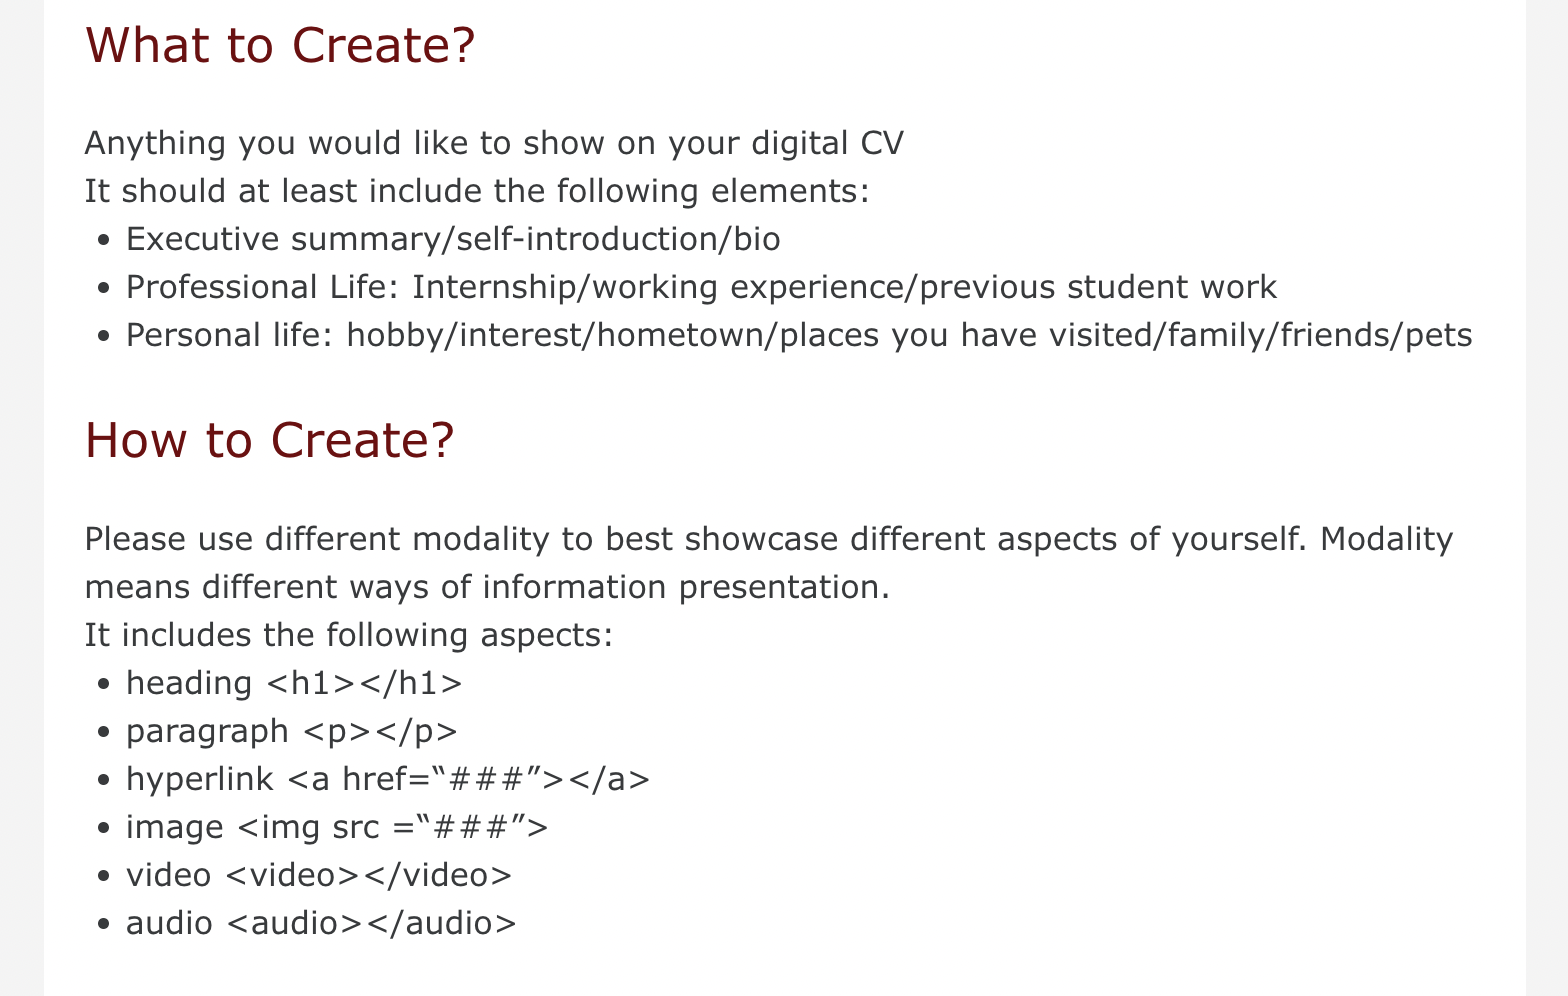 What to Create?
Anything you would like to show on your digital CV
It should at least include the following elements:
• Executive summary/self-introduction/bio
• Professional Life: Internship/working experience/previous student work
• Personal life: hobby/interest/hometown/places you have visited/family/friends/pets
How to Create?
Please use different modality to best showcase different aspects of yourself. Modality
means different ways of information presentation.
It includes the following aspects:
• heading <h1></h1>
• paragraph <p></p>
• hyperlink <a href=“###”></a>
• image <img src =“###”>
• video <video></video>
• audio <audio></audio>